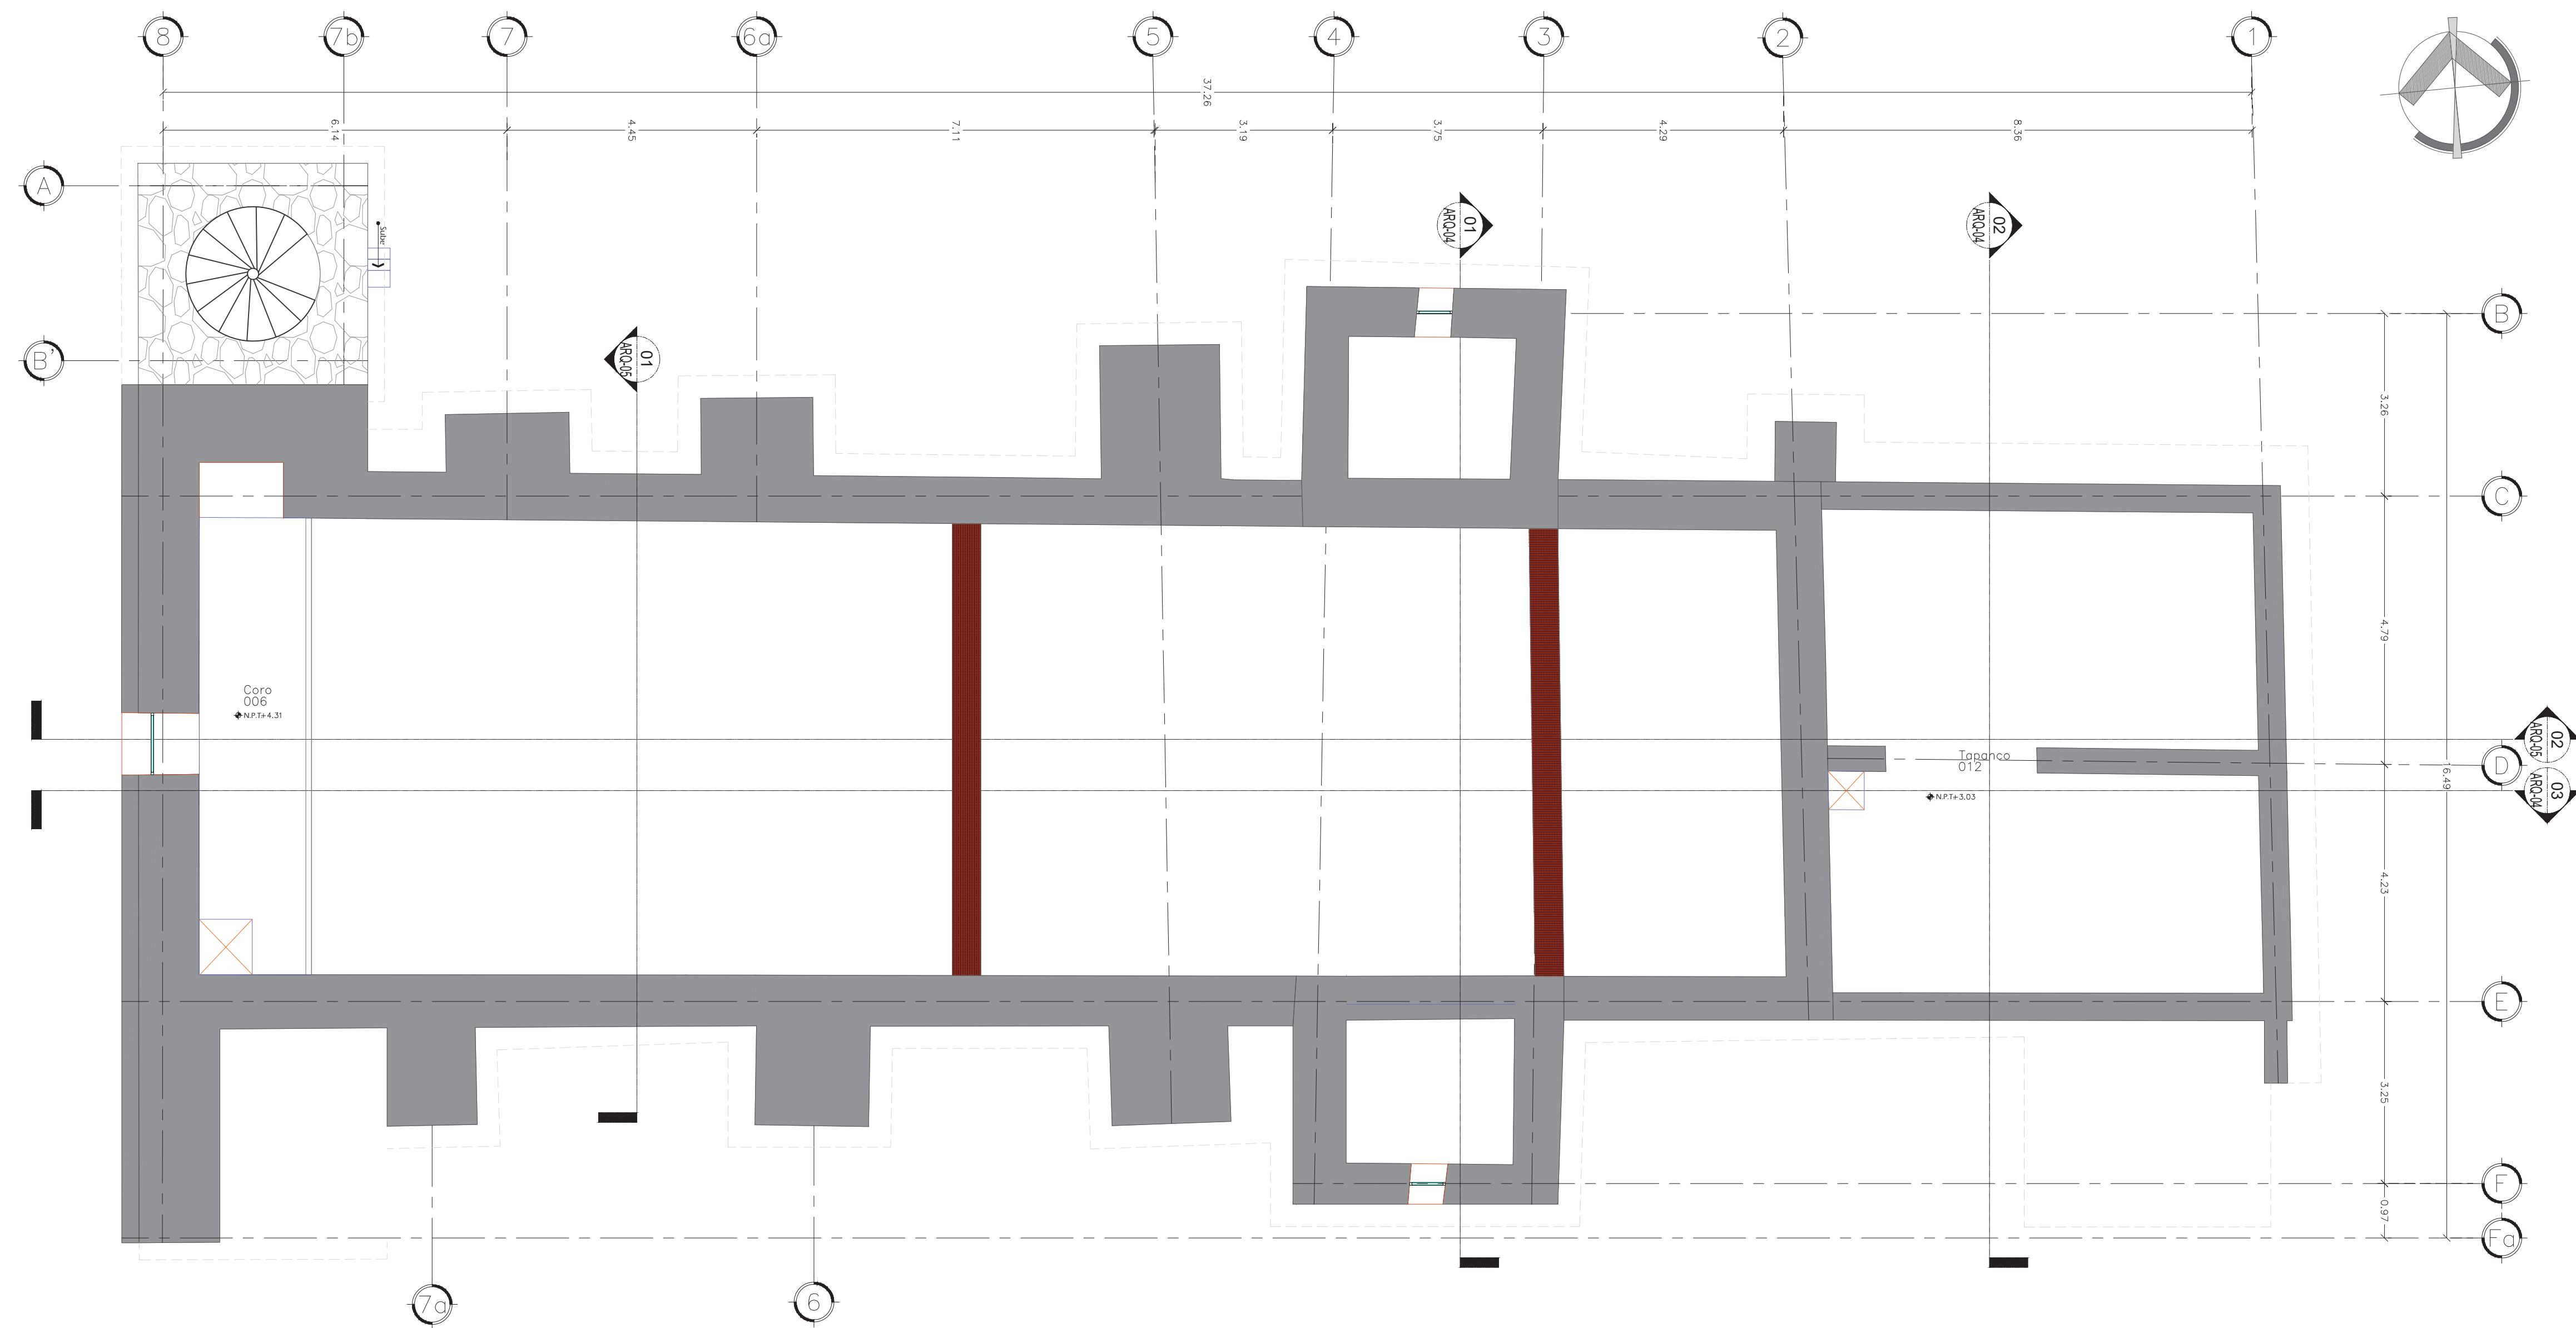 8
7b
7
6a
5
4
3
2
1
37.26
6.14
4.45
7.11
3.19
3.75
4.29
8.36
A
B'
Sube
01
ARQ-05
01
ARQ-04
02
ARQ-04
B
C
D
E
F
Fa
3.26
4.79
4.23
3.25
0.97
16.49
Coro
006
N.P.T+4.31
Tapanco
012
N.P.T+3.03
02
ARQ-05
03
ARQ-04
7a
6